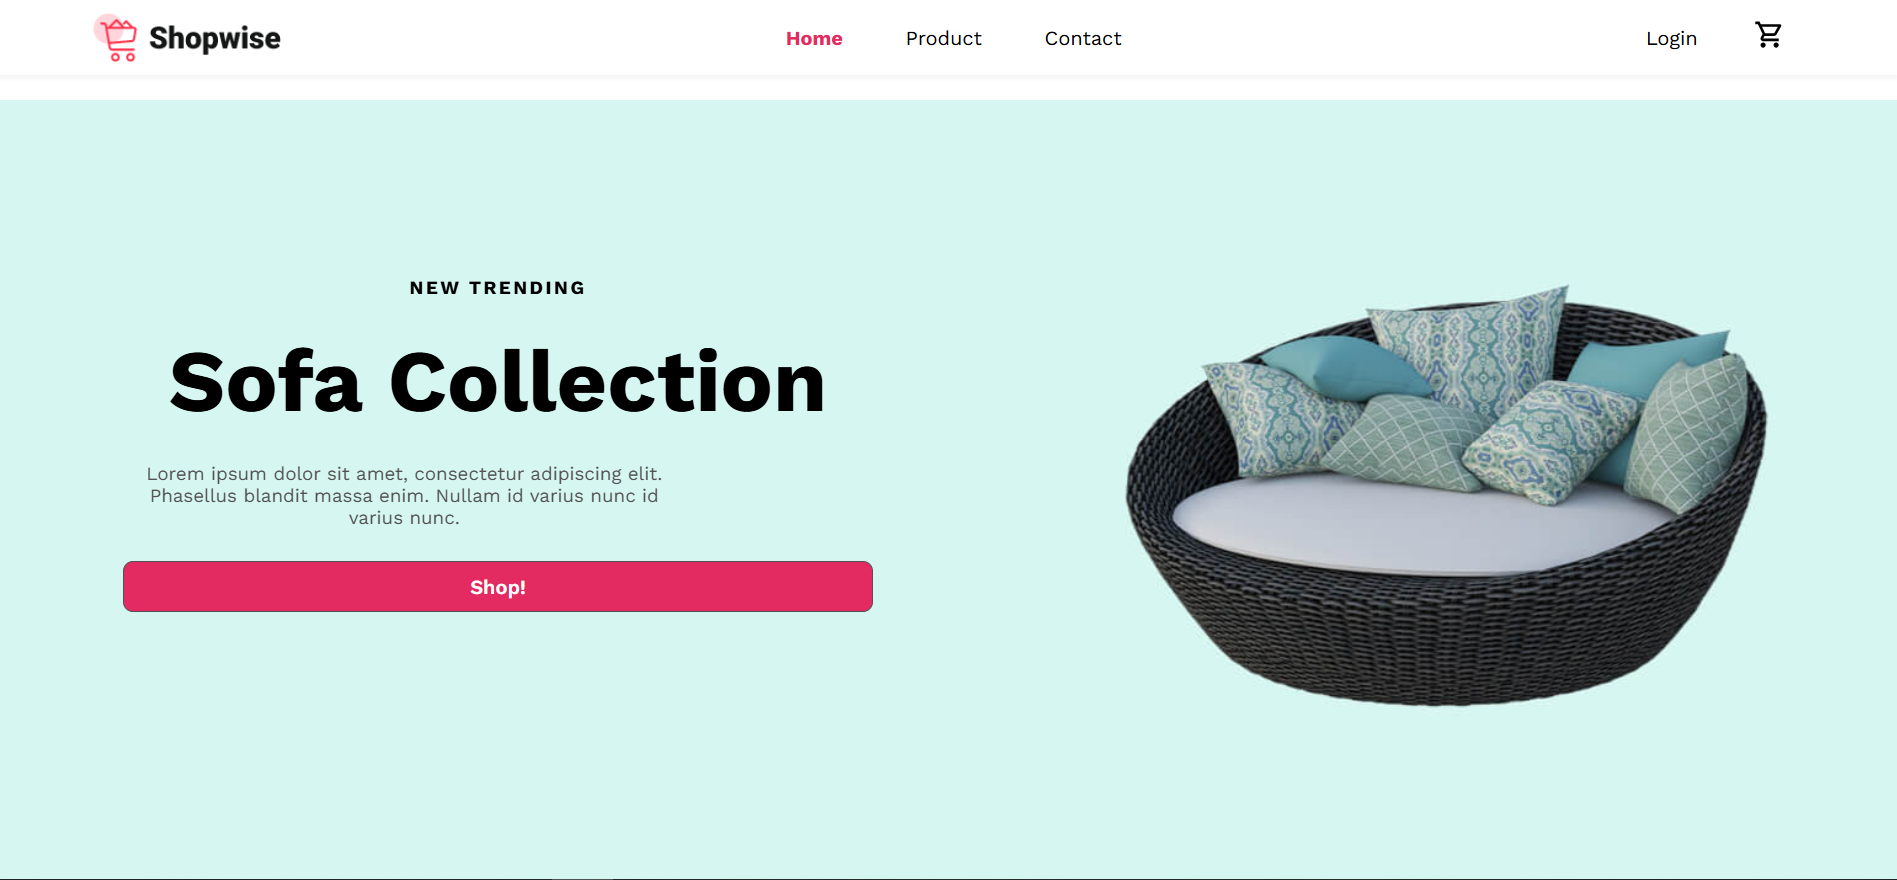 Shopwise
Home Product Contact
Login
NEW TRENDING
Sofa Collection
Lorem ipsum dolor sit amet, consectetur adipiscing elit.
Phasellus blandit massa enim. Nullam id varius nunc id
varius nunc.
Shop!